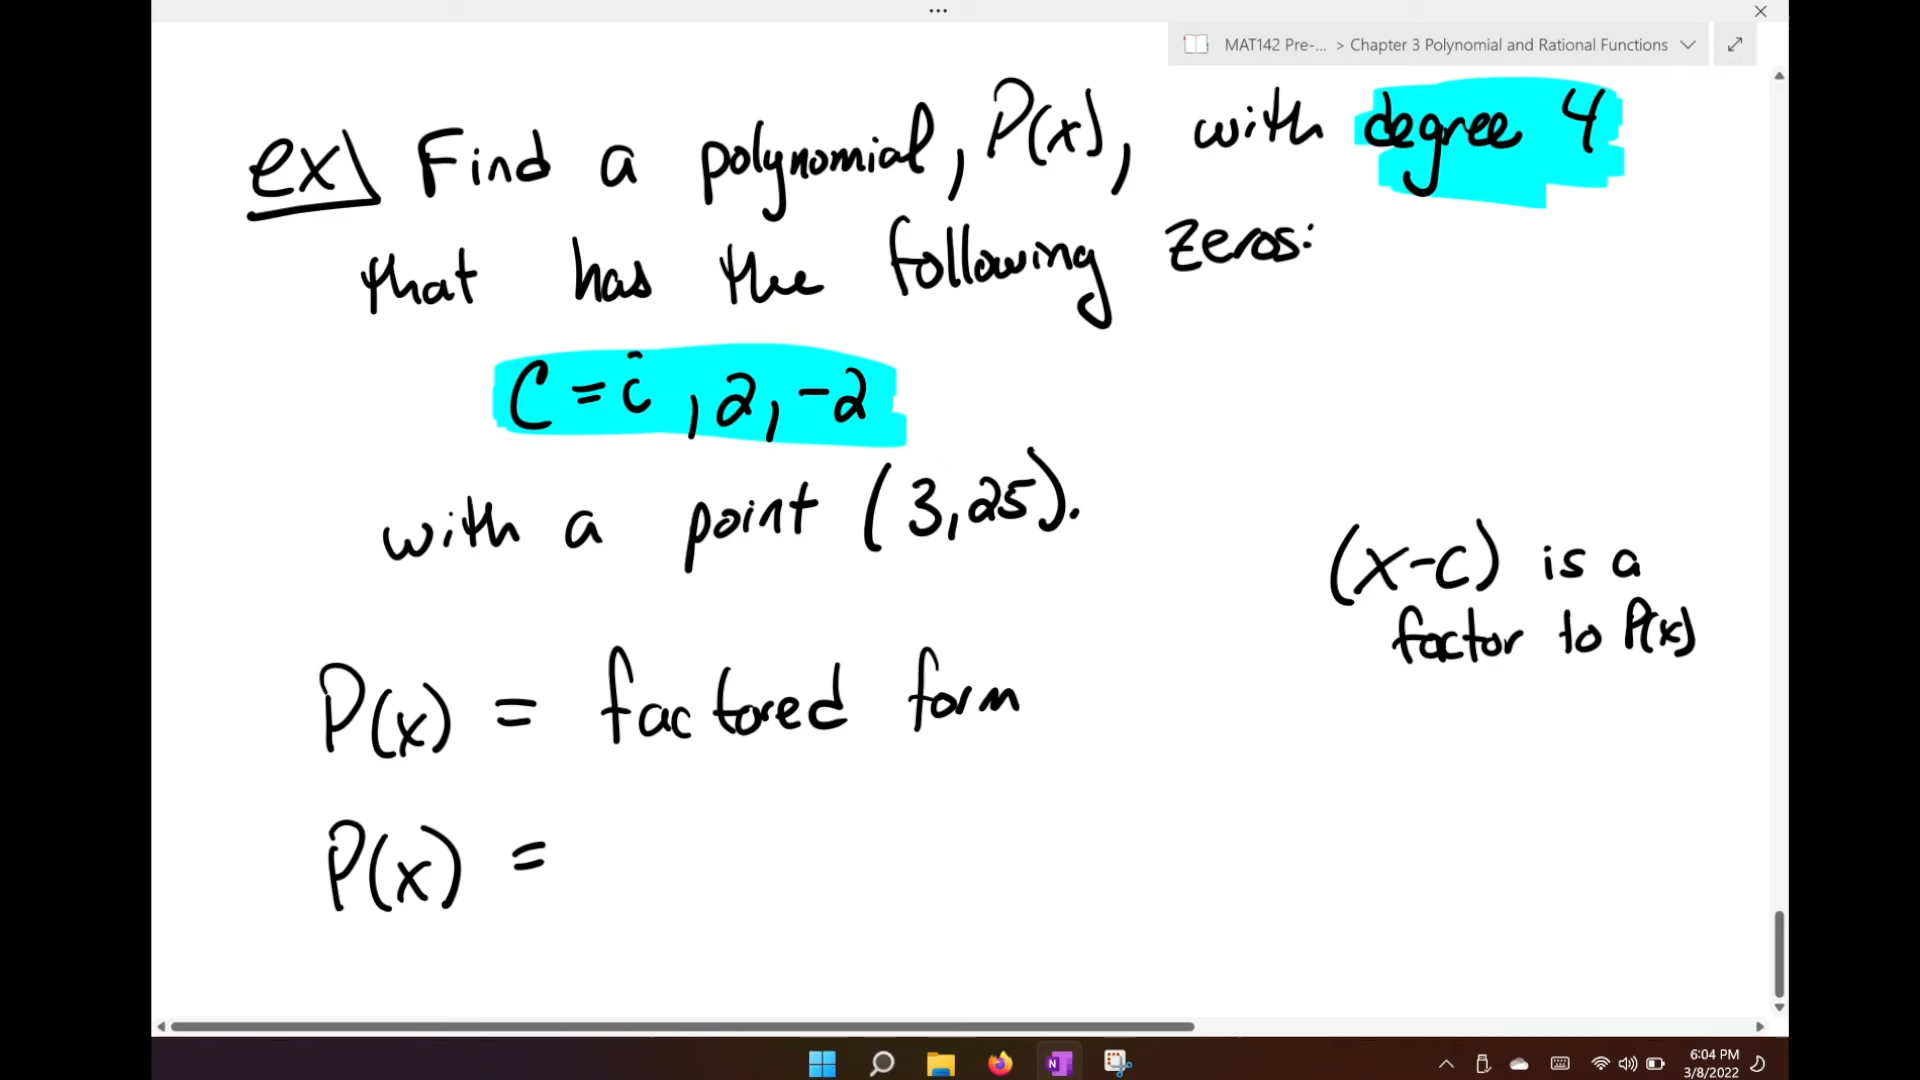 MAT142 Pre-... > Chapter 3 Polynomial and Rational Functions
ex) Find a polynomial, P(x), with degree 4
that has the following zeros:
C = i, 2, -2
with a point (3,25).
(x-c) is a
factor to P(x)
P(x) = factored form
P(x) =
6:04 PM
3/8/2022